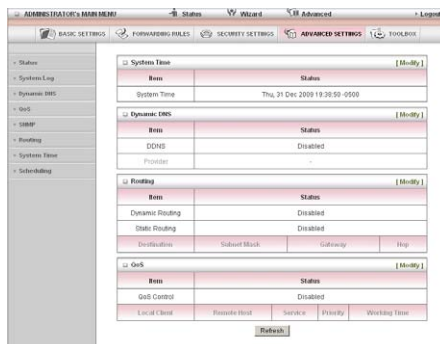 ADMINISTRATOR's MAIN MENU Status Wizard Advanced Logout
BASIC SETTINGS FORWARDING RULES SECURITY SETTINGS ADVANCED SETTINGS TOOLBOX
Status
System Log
Dynamic DNS
QoS
SNMP
Routing
System Time
Scheduling
System Time [ Modify ]
Item Status
System Time Thu, 31 Dec 2009 19:39:50 -0500
Dynamic DNS [ Modify ]
Item Status
DDNS Disabled
Provider -
Routing [ Modify ]
Item Status
Dynamic Routing Disabled
Static Routing Disabled
Destination Subnet Mask Gateway Hop
QoS [ Modify ]
Item Status
QoS Control Disabled
Local Client Remote Host Service Priority Working Time
Refresh